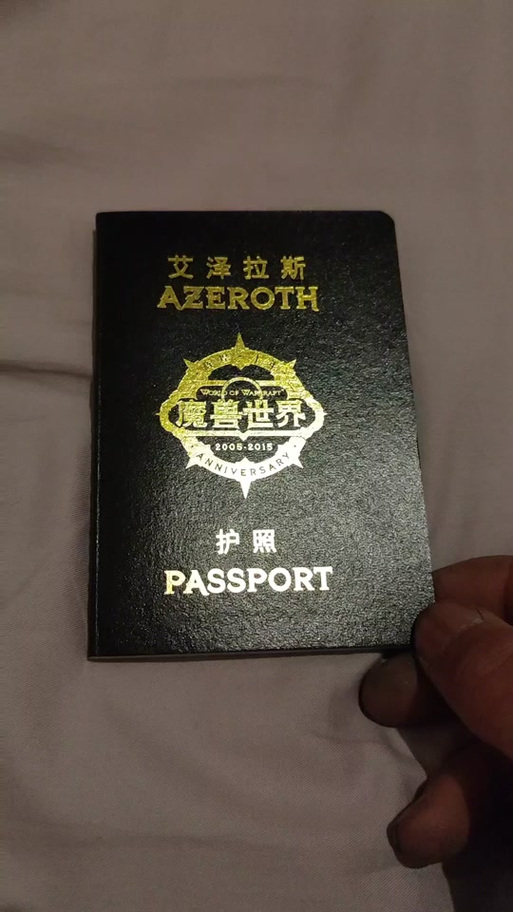 艾泽拉斯
AZEROTH
WORLD OF WARCRAFT
魔兽世界
2005-2015
ANNIVERSARY
护照
PASSPORT